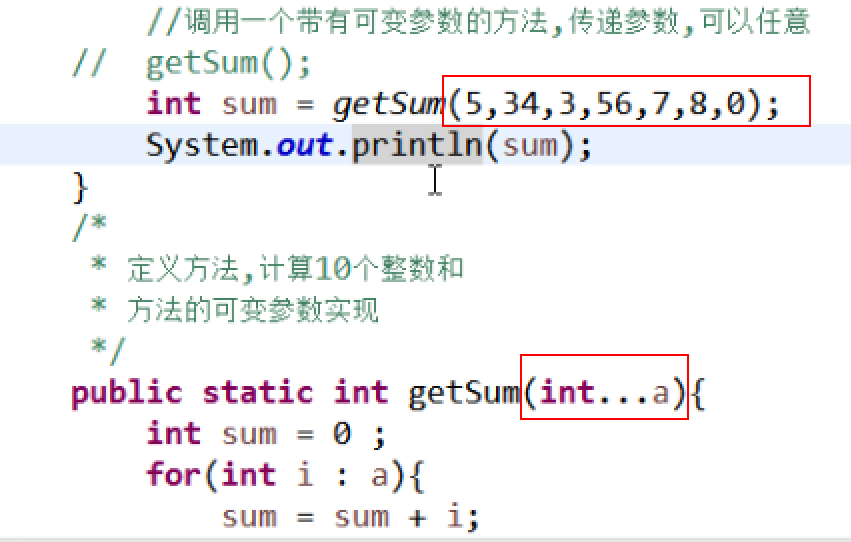 //调用一个带有可变参数的方法,传递参数,可以任意
// getSum();
int sum = getSum(5,34,3,56,7,8,0);
System.out.println(sum);
}
/*
* 定义方法,计算10个整数和
* 方法的可变参数实现
*/
public static int getSum(int...a){
int sum = 0 ;
for(int i : a){
sum = sum + i;